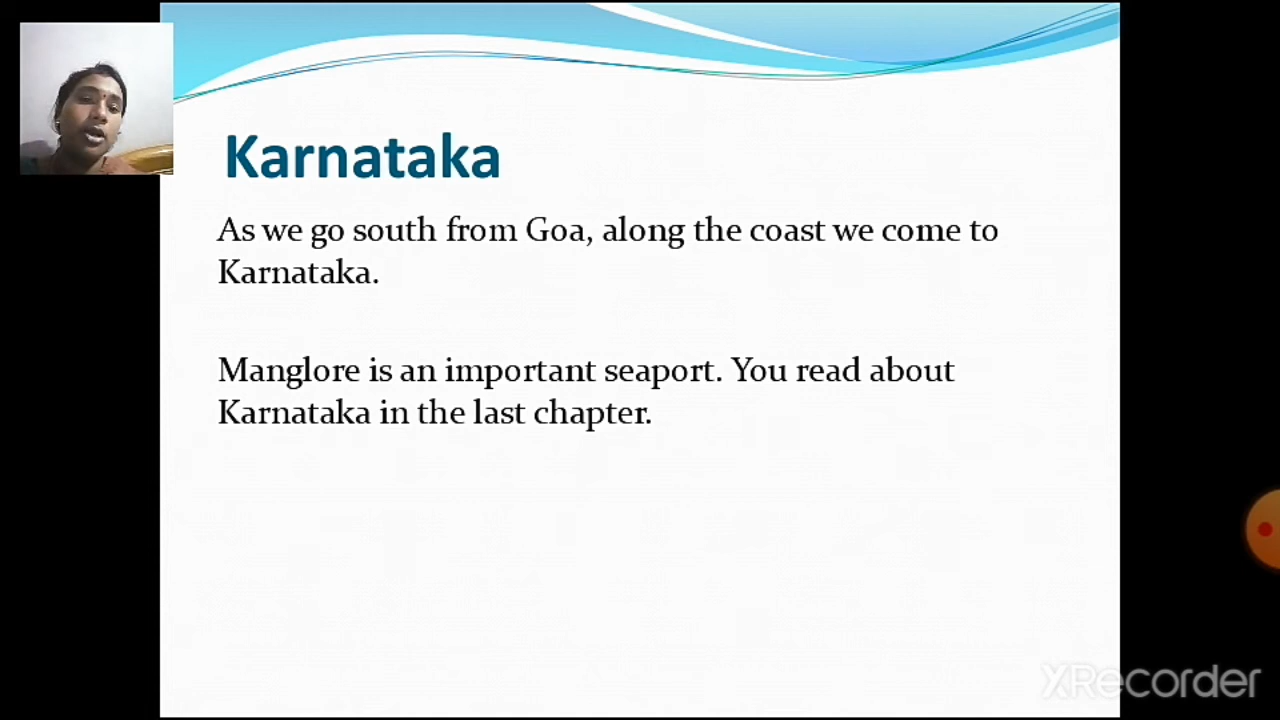 Karnataka
As we go south from Goa, along the coast we come to
Karnataka.
Manglore is an important seaport. You read about
Karnataka in the last chapter.
XRecorder